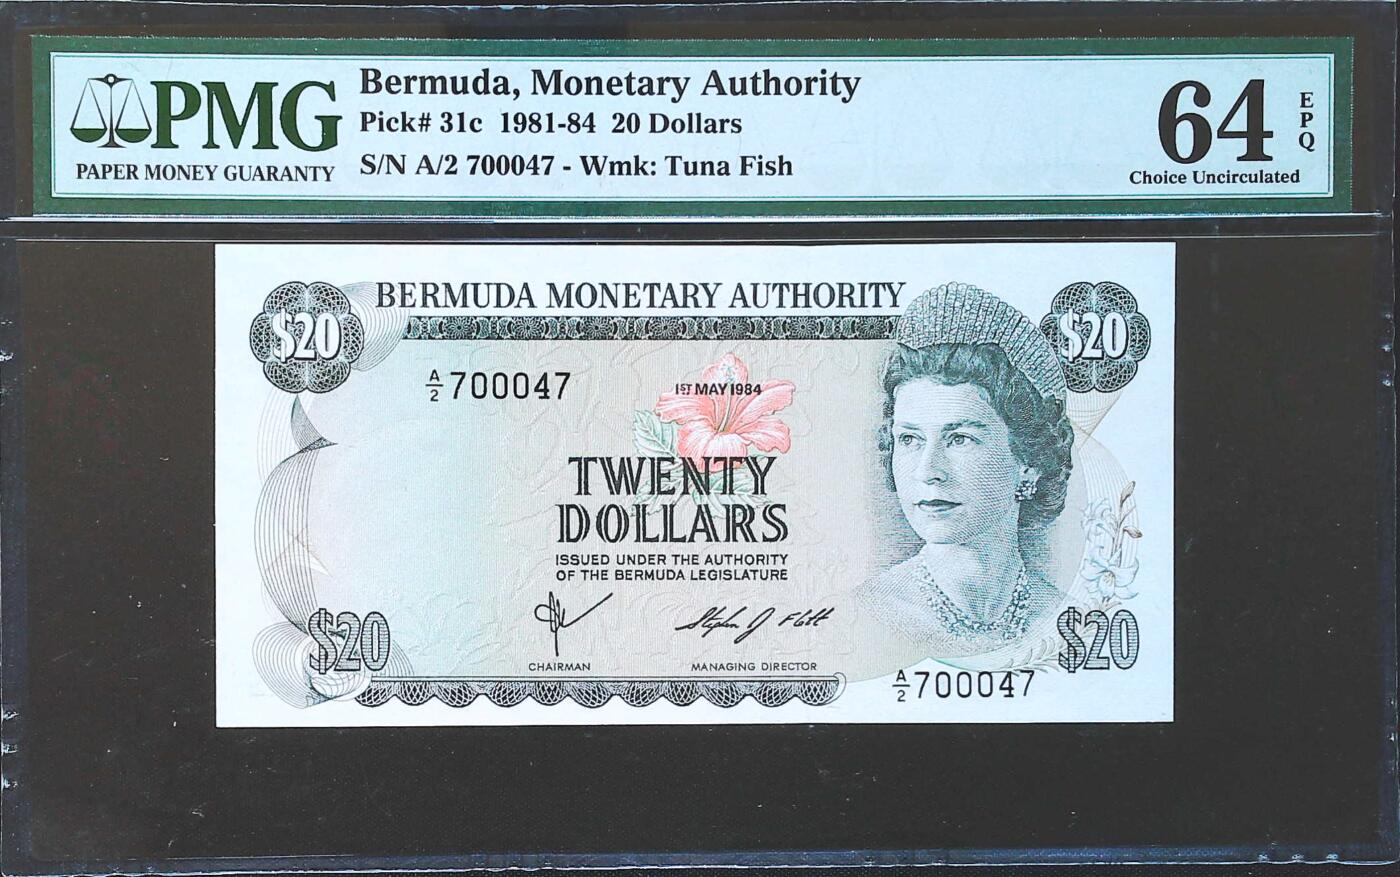 PMG
PAPER MONEY GUARANTY
Bermuda, Monetary Authority
Pick# 31c 1981-84 20 Dollars
S/N A/2 700047 - Wmk: Tuna Fish
64
EPQ
Choice Uncirculated
$20
BERMUDA MONETARY AUTHORITY
$20
A/2 700047
1ST MAY 1984
TWENTY
DOLLARS
ISSUED UNDER THE AUTHORITY
OF THE BERMUDA LEGISLATURE
$20
CHAIRMAN
MANAGING DIRECTOR
$20
A/2 700047